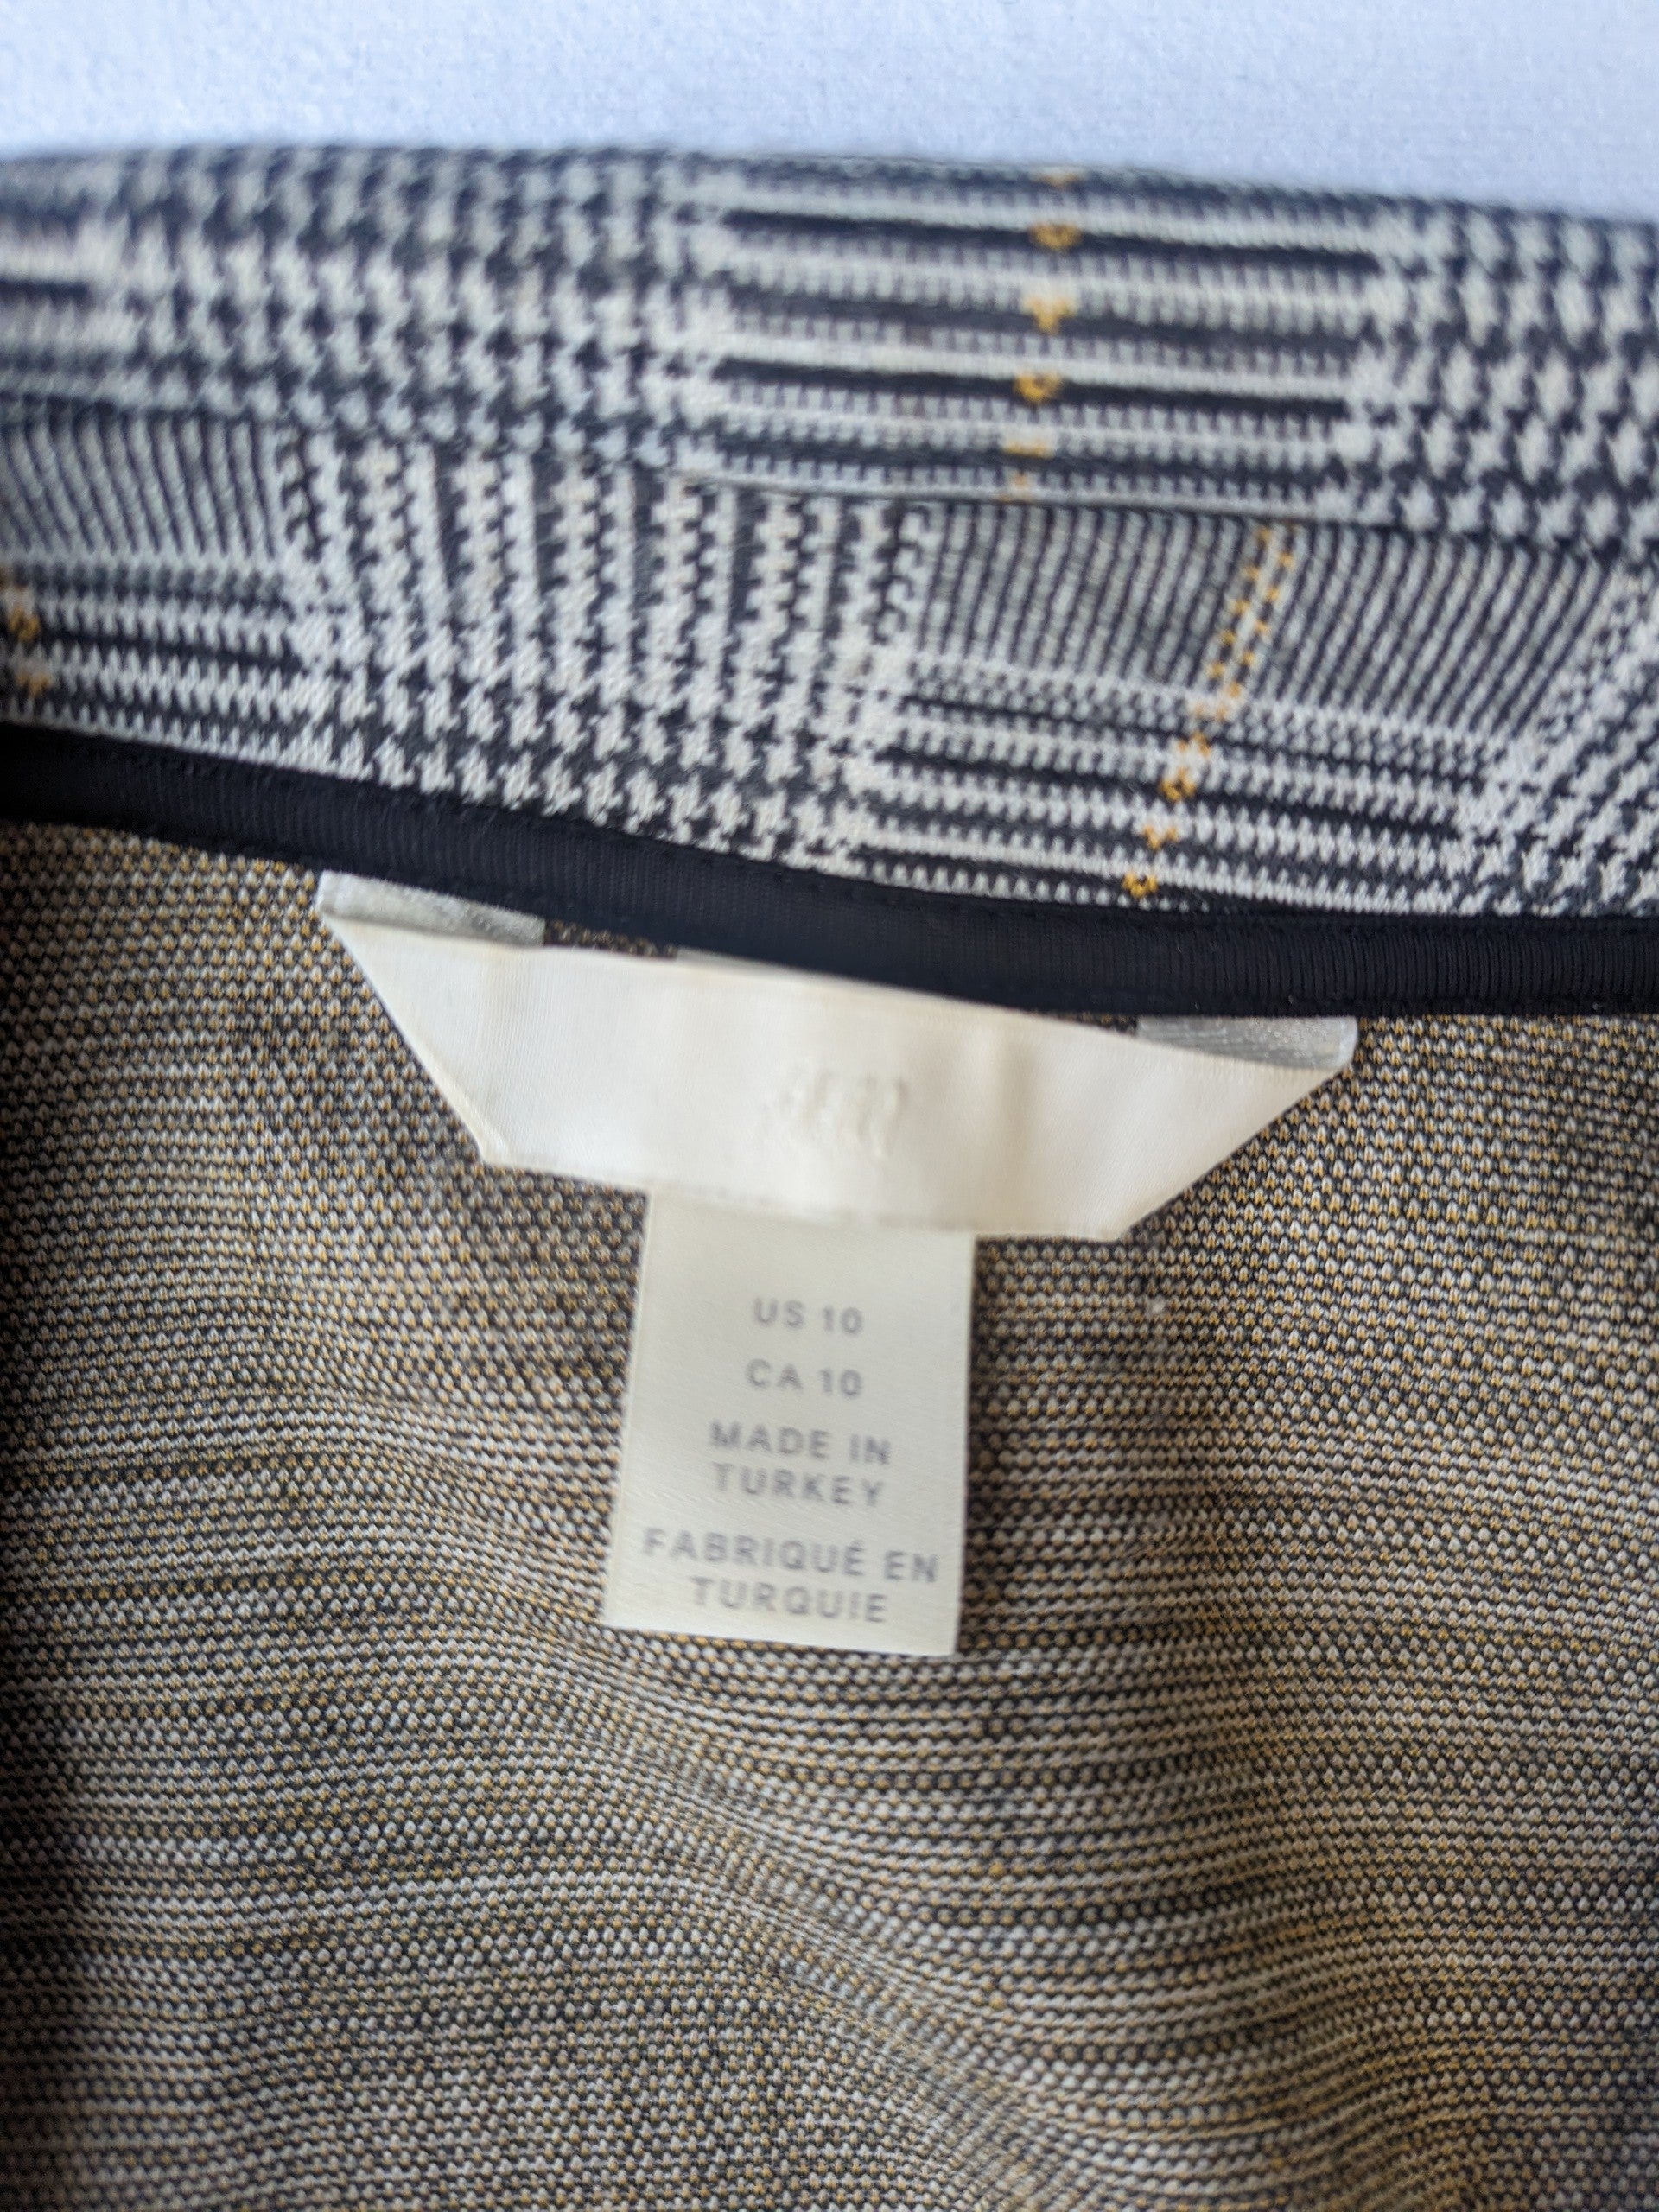 US 10
CA 10
MADE IN
TURKEY
FABRIQUÉ EN
TURQUIE